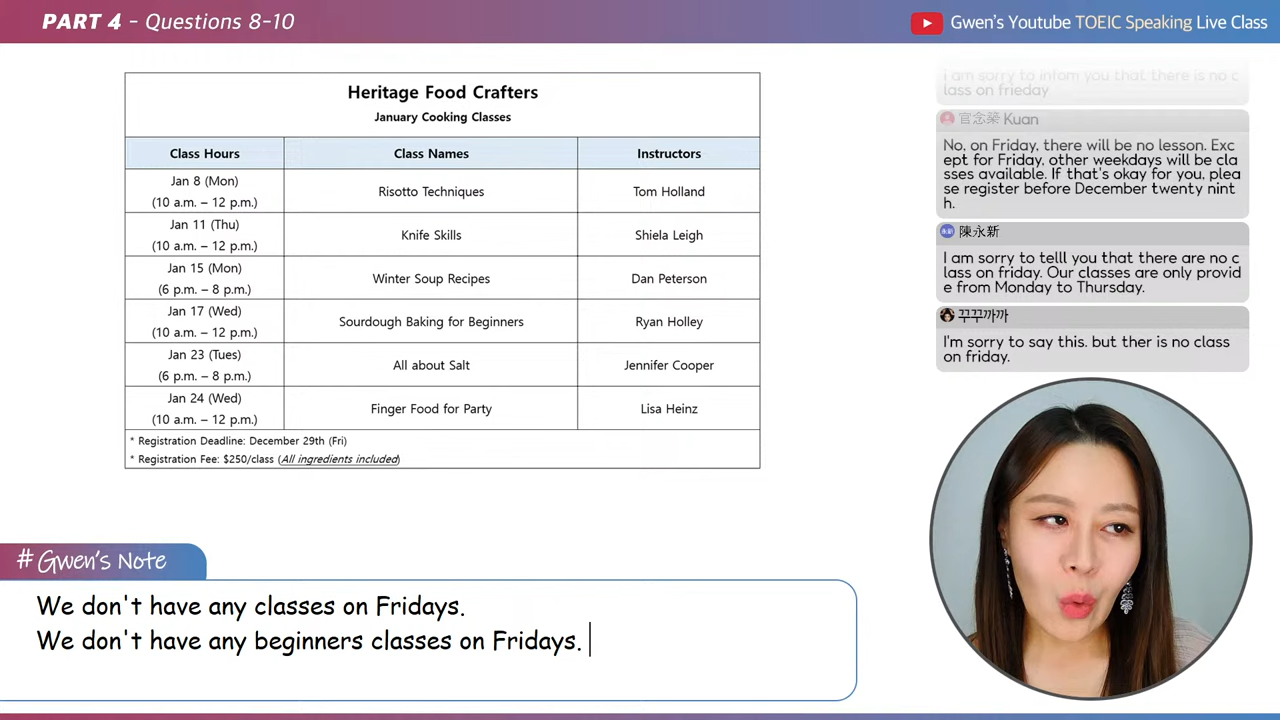 PART 4 - Questions 8-10
Gwen's Youtube TOEIC Speaking Live Class
Heritage Food Crafters
January Cooking Classes
Class Hours Class Names Instructors
Jan 8 (Mon)
(10 a.m. – 12 p.m.)
Risotto Techniques
Tom Holland
Jan 11 (Thu)
(10 a.m. – 12 p.m.)
Knife Skills
Shiela Leigh
Jan 15 (Mon)
(6 p.m. – 8 p.m.)
Winter Soup Recipes
Dan Peterson
Jan 17 (Wed)
(10 a.m. – 12 p.m.)
Sourdough Baking for Beginners
Ryan Holley
Jan 23 (Tues)
(6 p.m. – 8 p.m.)
All about Salt
Jennifer Cooper
Jan 24 (Wed)
(10 a.m. – 12 p.m.)
Finger Food for Party
Lisa Heinz
* Registration Deadline: December 29th (Fri)
* Registration Fee: $250/class (All ingredients included)
I am sorry to infom you that there is no c
lass on frieday
官念榮 Kuan
No, on Friday, there will be no lesson. Exc
ept for Friday, other weekdays will be cla
sses available. If that's okay for you, plea
se register before December twenty nint
h.
陳永新
I am sorry to telll you that there are no c
lass on friday. Our classes are only provid
e from Monday to Thursday.
꾸꾸까까
I'm sorry to say this. but ther is no class
on friday.
# Gwen's Note
We don't have any classes on Fridays.
We don't have any beginners classes on Fridays.